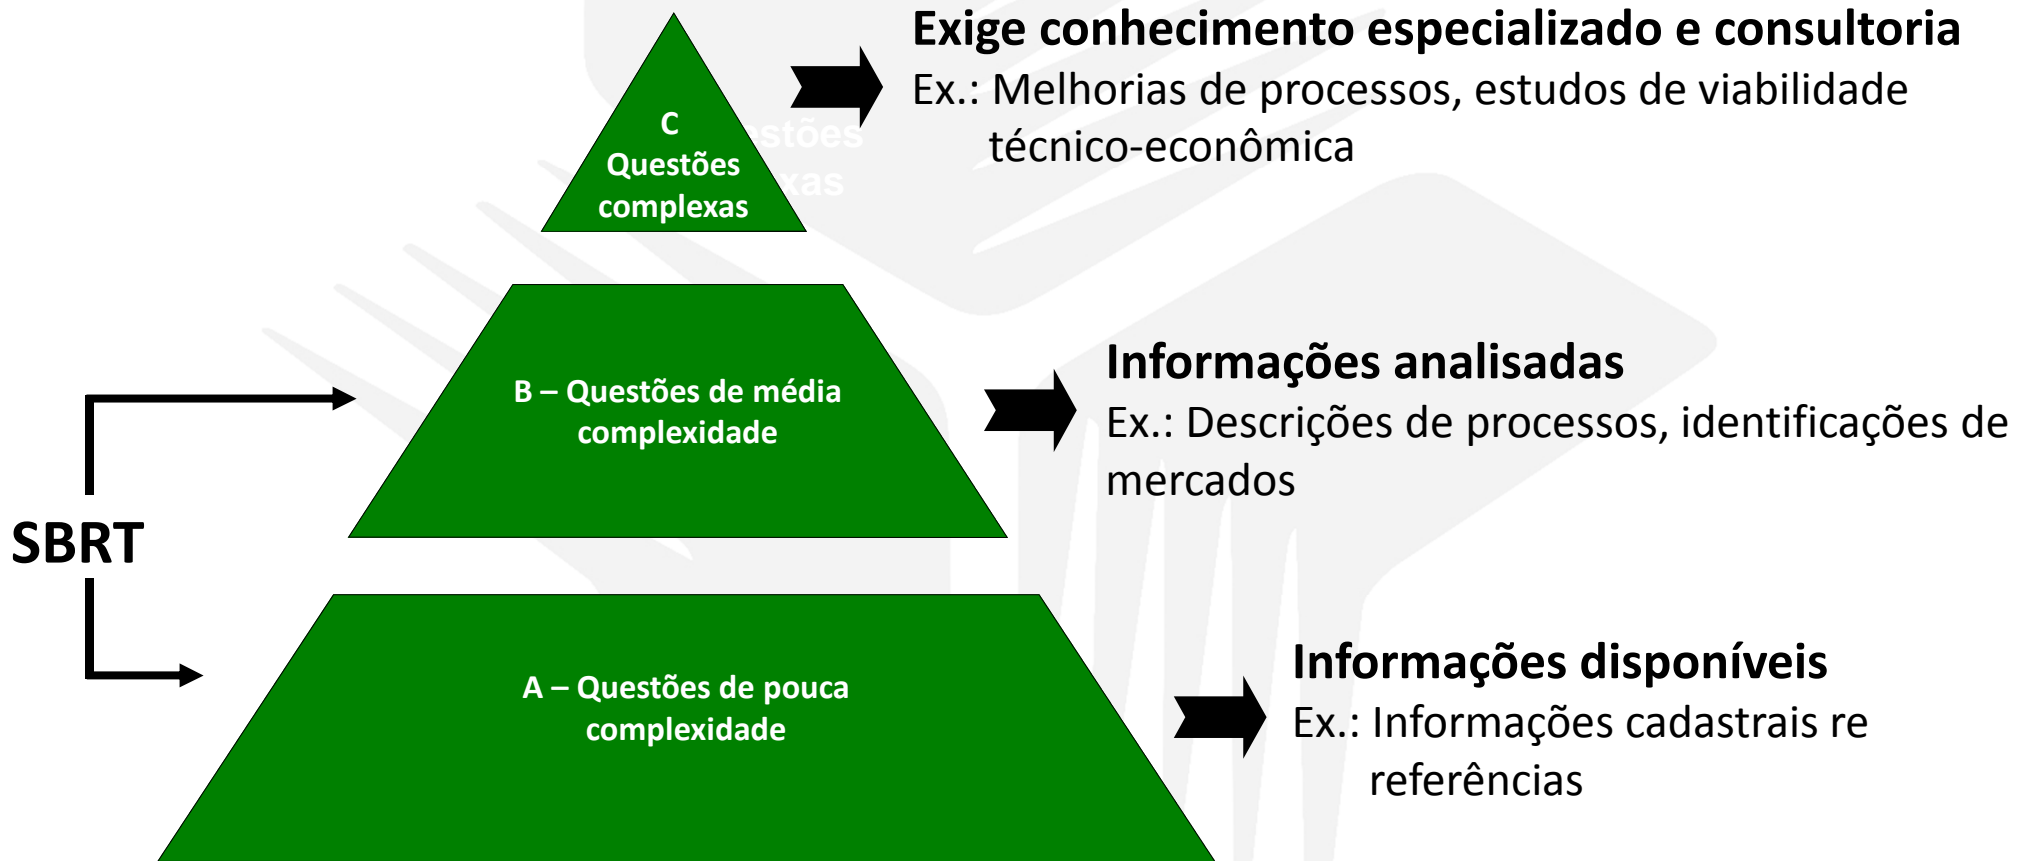 Exige conhecimento especializado e consultoria
Ex.: Melhorias de processos, estudos de viabilidade
técnico-econômica
C
Questões
complexas
estões
xas
Informações analisadas
Ex.: Descrições de processos, identificações de
mercados
B – Questões de média
complexidade
SBRT
Informações disponíveis
Ex.: Informações cadastrais re
referências
A – Questões de pouca
complexidade